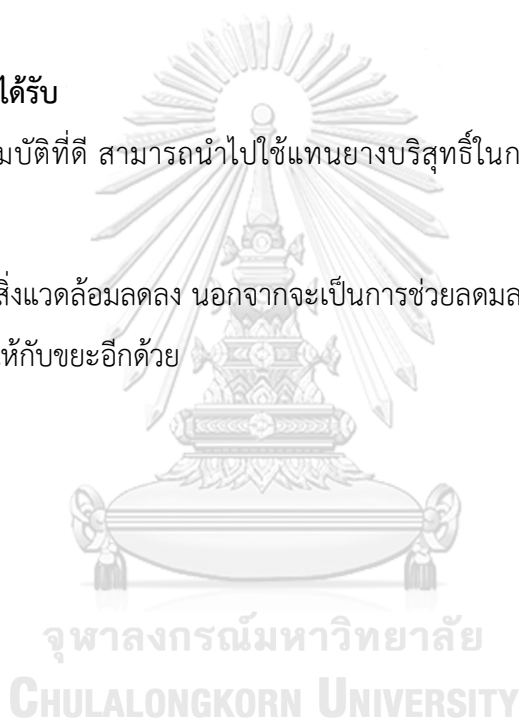 ได้รับ
มบัติที่ดี สามารถนำไปใช้แทนยางบริสุทธิ์ในก
สิ่งแวดล้อมลดลง นอกจากจะเป็นการช่วยลดมล
ห้กับขยะอีกด้วย
จุฬาลงกรณ์มหาวิทยาลัย
CHULALONGKORN UNIVERSITY